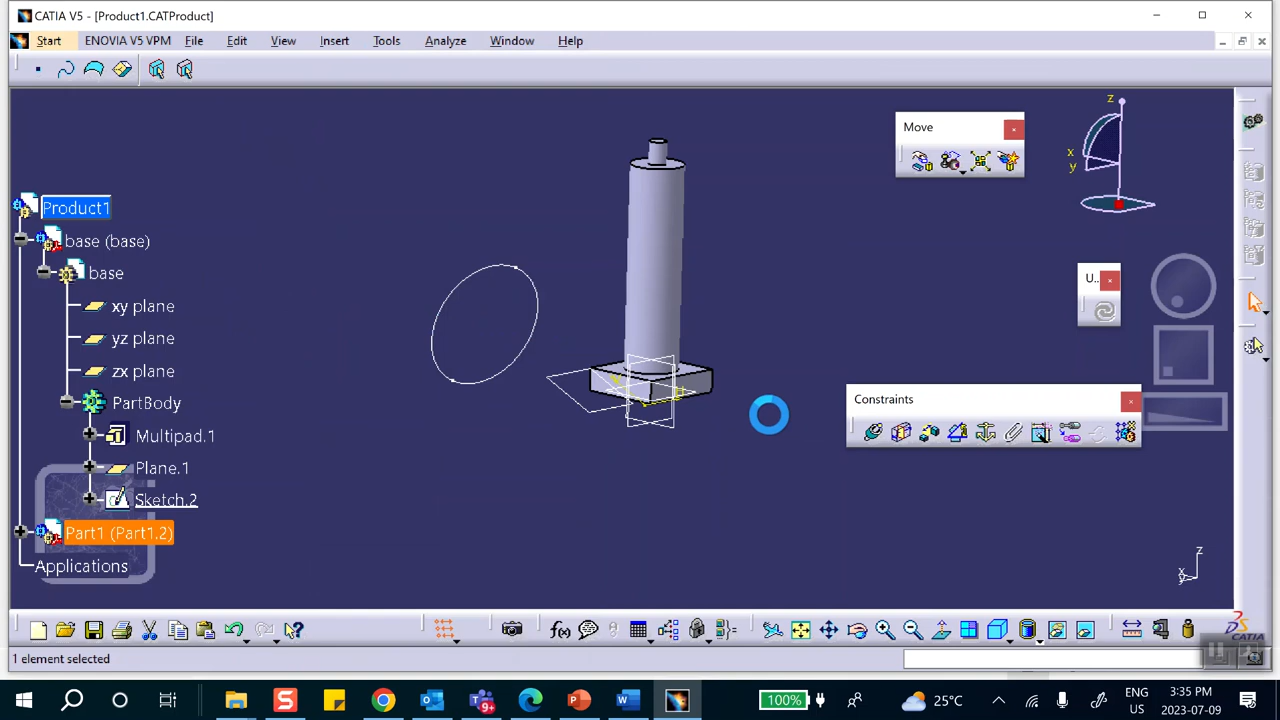 CATIA V5 - [Product1.CATProduct]
Start ENOVIA V5 VPM File Edit View Insert Tools Analyze Window Help
Move
z
x
y
Product1
base (base)
base
xy plane
yz plane
zx plane
PartBody
Multipad.1
Plane.1
Sketch.2
Part1 (Part1.2)
Applications
U..
Constraints
z
x
y
f(x)
CATIA
1 element selected
S
9+
100%
25°C
ENG
US
3:35 PM
2023-07-09